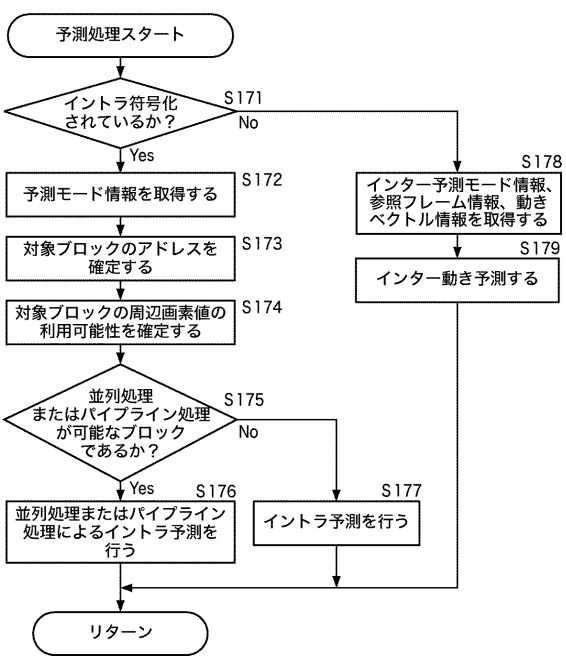 予測処理スタート
S171
イントラ符号化
されているか？
No
Yes
S172
予測モード情報を取得する
S173
対象ブロックのアドレスを
確定する
S174
対象ブロックの周辺画素値の
利用可能性を確定する
S175
並列処理
またはパイプライン処理
が可能なブロック
であるか？
No
Yes
S176
並列処理またはパイプライン
処理によるイントラ予測を
行う
S177
イントラ予測を行う
S178
インター予測モード情報、
参照フレーム情報、動き
ベクトル情報を取得する
S179
インター動き予測する
リターン